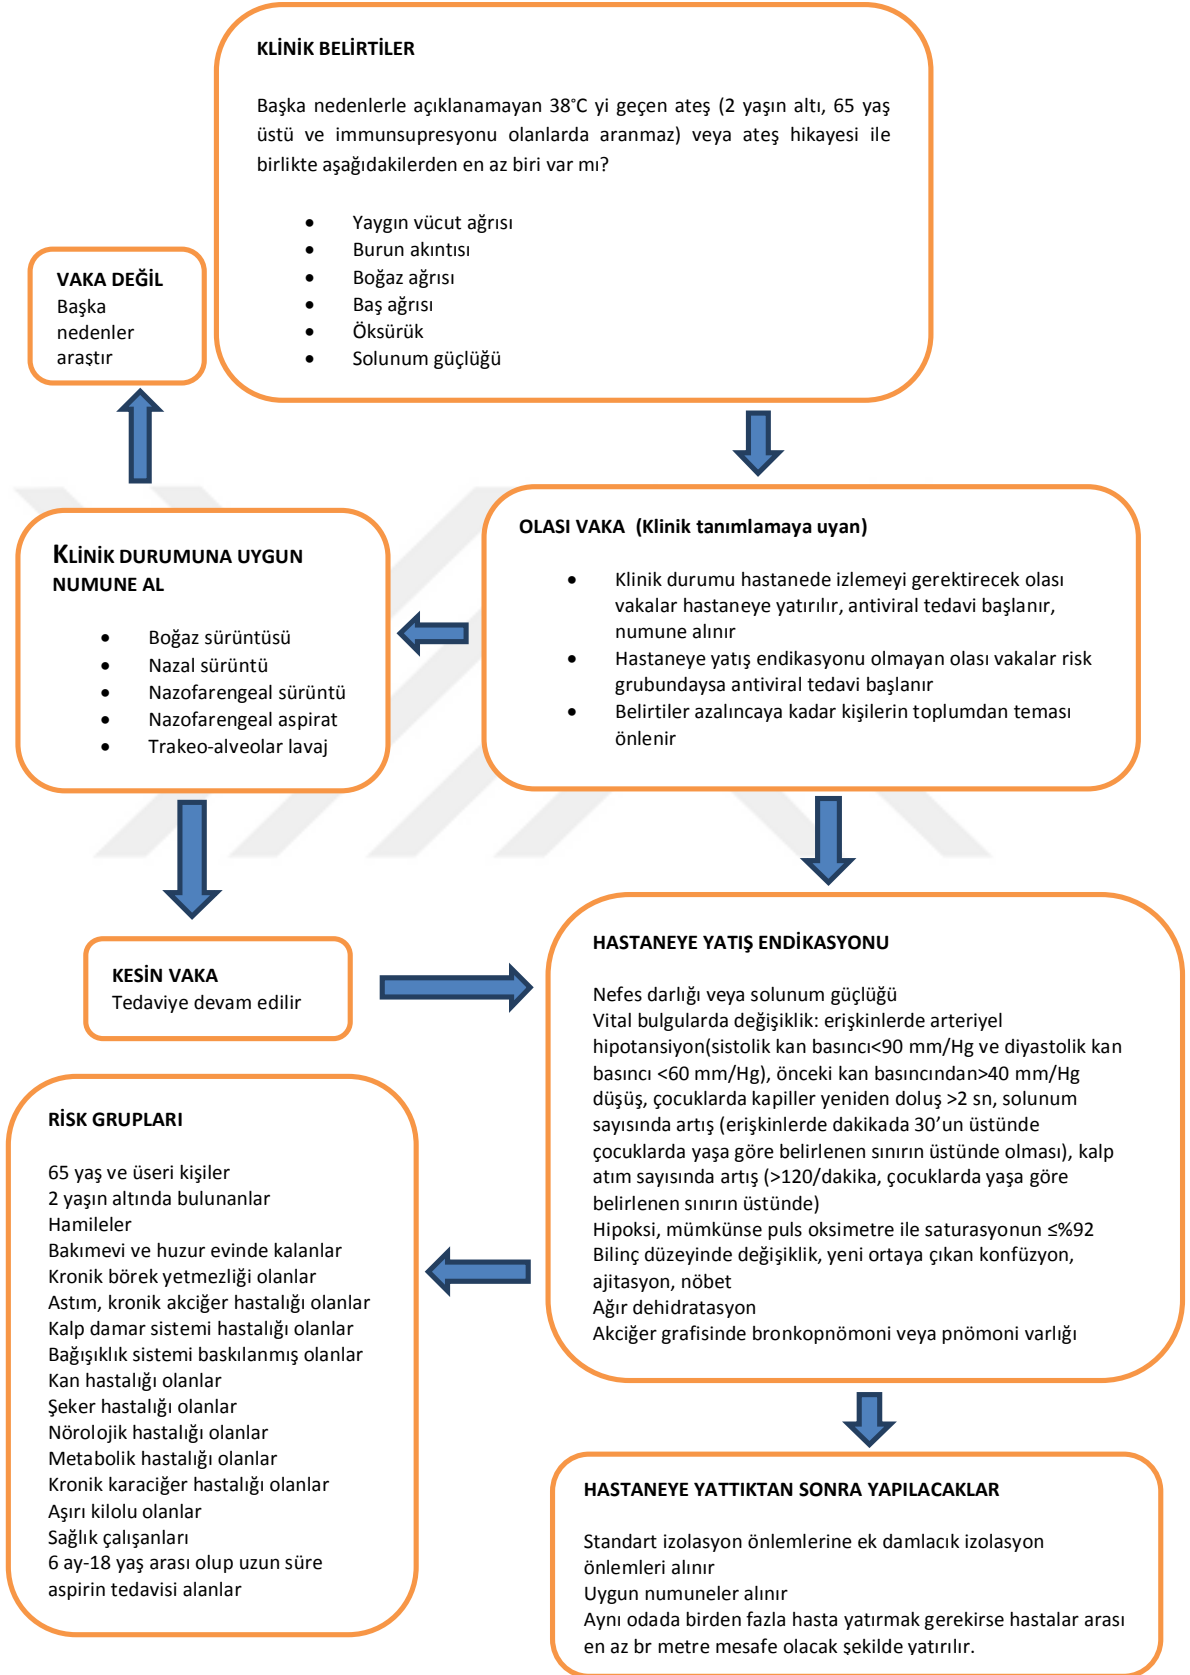 KLİNİK BELİRTİLER
Başka nedenlerle açıklanamayan 38°C yi geçen ateş (2 yaşın altı, 65 yaş
üstü ve immunsupresyonu olanlarda aranmaz) veya ateş hikayesi ile
birlikte aşağıdakilerden en az biri var mı?
• Yaygın vücut ağrısı
• Burun akıntısı
• Boğaz ağrısı
• Baş ağrısı
• Öksürük
• Solunum güçlüğü
VAKA DEĞİL
Başka
nedenler
araştır
OLASI VAKA (Klinik tanımlamaya uyan)
• Klinik durumu hastanede izlemeyi gerektirecek olası
vakalar hastaneye yatırılır, antiviral tedavi başlanır,
numune alınır
• Hastaneye yatış endikasyonu olmayan olası vakalar risk
grubundaysa antiviral tedavi başlanır
• Belirtiler azalıncaya kadar kişilerin toplumdan teması
önlenir
KLİNİK DURUMUNA UYGUN
NUMUNE AL
• Boğaz sürüntüsü
• Nazal sürüntü
• Nazofarengeal sürüntü
• Nazofarengeal aspirat
• Trakeo-alveolar lavaj
KESİN VAKA
Tedaviye devam edilir
HASTANEYE YATIŞ ENDİKASYONU
Nefes darlığı veya solunum güçlüğü
Vital bulgularda değişiklik: erişkinlerde arteriyel
hipotansiyon(sistolik kan basıncı<90 mm/Hg ve diyastolik kan
basıncı <60 mm/Hg), önceki kan basıncından>40 mm/Hg
düşüş, çocuklarda kapiller yeniden doluş >2 sn, solunum
sayısında artış (erişkinlerde dakikada 30’un üstünde
çocuklarda yaşa göre belirlenen sınırın üstünde olması), kalp
atım sayısında artış (>120/dakika, çocuklarda yaşa göre
belirlenen sınırın üstünde)
Hipoksi, mümkünse puls oksimetre ile saturasyonun ≤%92
Bilinç düzeyinde değişiklik, yeni ortaya çıkan konfüzyon,
ajitasyon, nöbet
Ağır dehidratasyon
Akciğer grafisinde bronkopnömoni veya pnömoni varlığı
RİSK GRUPLARI
65 yaş ve üseri kişiler
2 yaşın altında bulunanlar
Hamileler
Bakımevi ve huzur evinde kalanlar
Kronik börek yetmezliği olanlar
Astım, kronik akciğer hastalığı olanlar
Kalp damar sistemi hastalığı olanlar
Bağışıklık sistemi baskılanmış olanlar
Kan hastalığı olanlar
Şeker hastalığı olanlar
Nörolojik hastalığı olanlar
Metabolik hastalığı olanlar
Kronik karaciğer hastalığı olanlar
Aşırı kilolu olanlar
Sağlık çalışanları
6 ay-18 yaş arası olup uzun süre
aspirin tedavisi alanlar
HASTANEYE YATTIKTAN SONRA YAPILACAKLAR
Standart izolasyon önlemlerine ek damlacık izolasyon
önlemleri alınır
Uygun numuneler alınır
Aynı odada birden fazla hasta yatırmak gerekirse hastalar arası
en az br metre mesafe olacak şekilde yatırılır.